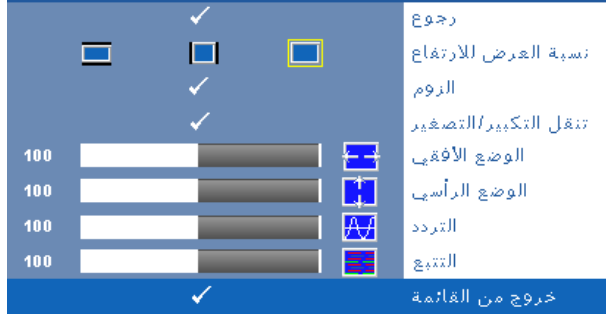 رجوع
نسبة العرض للارتفاع
الزوم
تنقل التكبير/التصغير
الوضع الأفقي 100
الوضع الرأسي 100
التردد 100
التتبع 100
خروج من القائمة